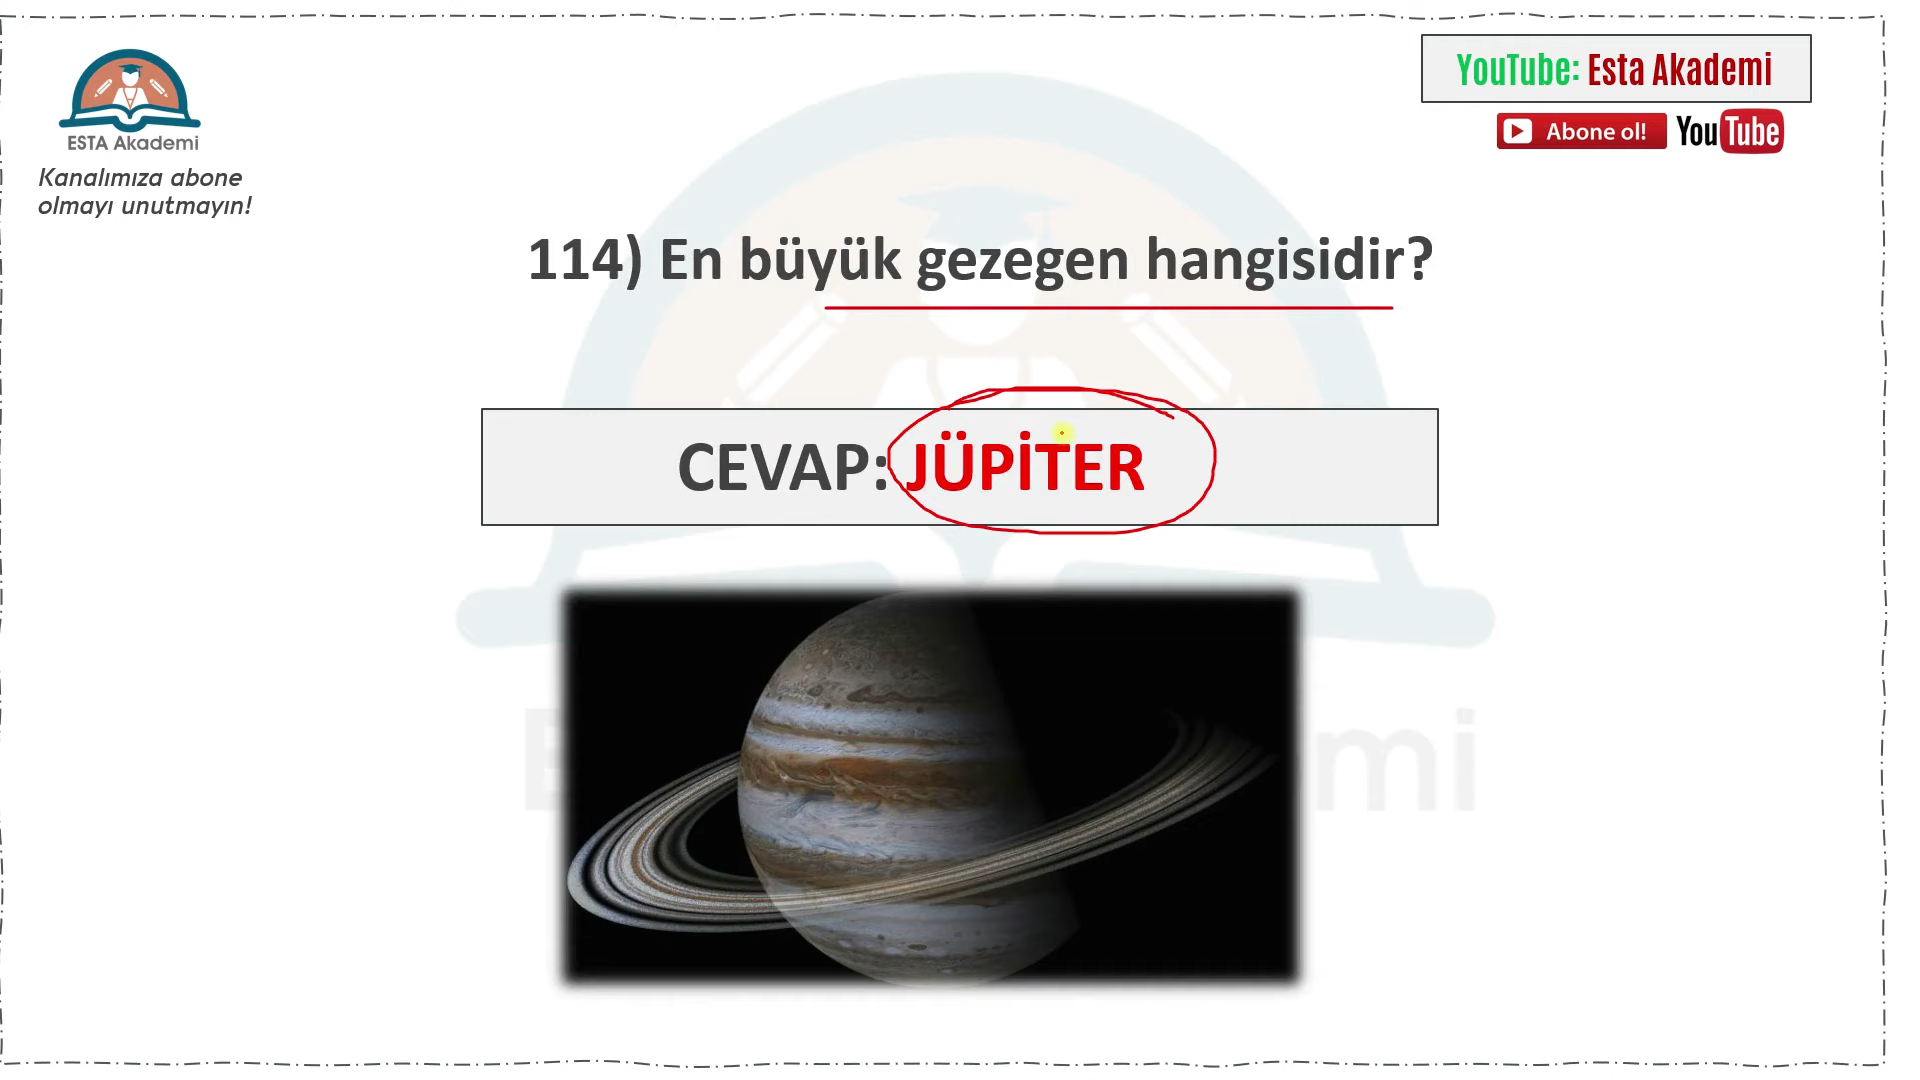 ESTA Akademi
Kanalımıza abone
olmayı unutmayın!
YouTube: Esta Akademi
Abone ol! YouTube
114) En büyük gezegen hangisidir?
CEVAP: JÜPİTER
E mi